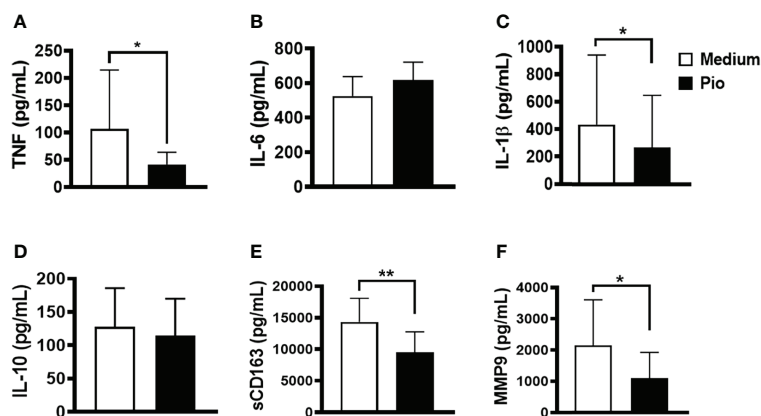 A
TNF (pg/mL)
250
200
150
100
50
0
*
B
IL-6 (pg/mL)
800
600
400
200
0
C
IL-1β (pg/mL)
1000
800
600
400
200
0
*
Medium
Pio
D
IL-10 (pg/mL)
200
150
100
50
0
E
sCD163 (pg/mL)
20000
15000
10000
5000
0
**
F
MMP9 (pg/mL)
4000
3000
2000
1000
0
*